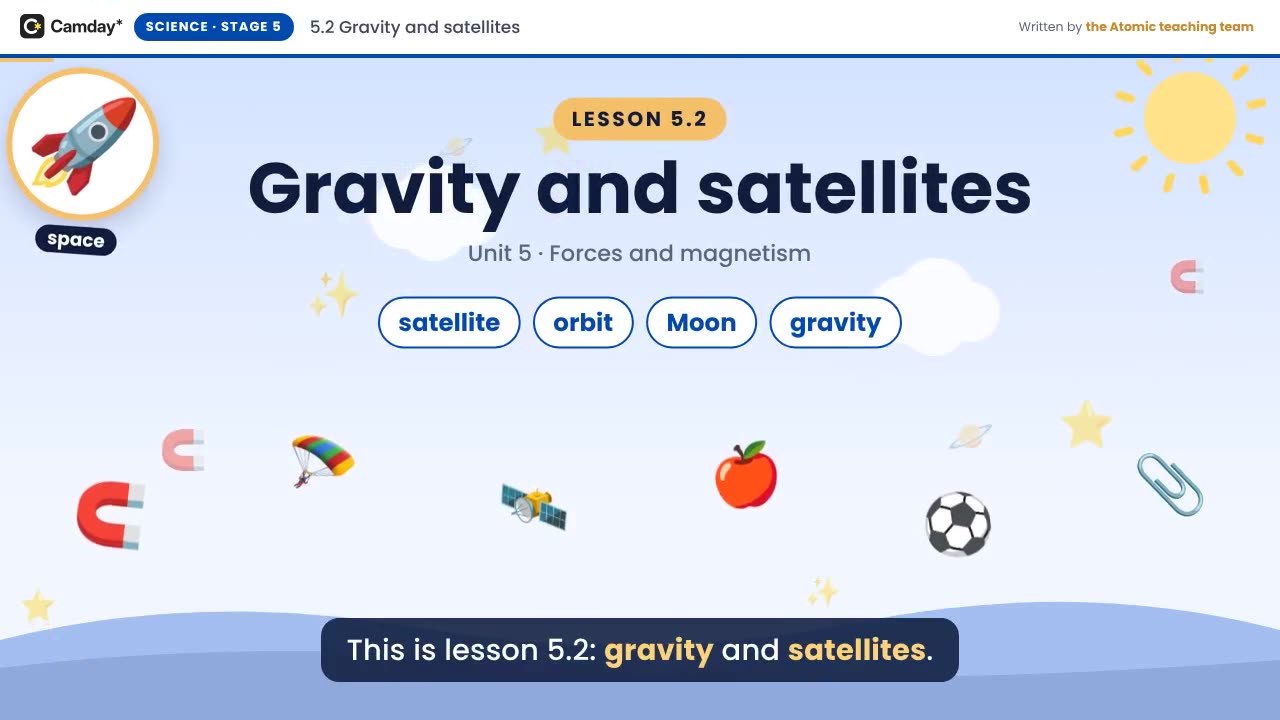 Camday*
SCIENCE · STAGE 5
5.2 Gravity and satellites
Written by the Atomic teaching team
space
LESSON 5.2
Gravity and satellites
Unit 5 · Forces and magnetism
satellite
orbit
Moon
gravity
This is lesson 5.2: gravity and satellites.